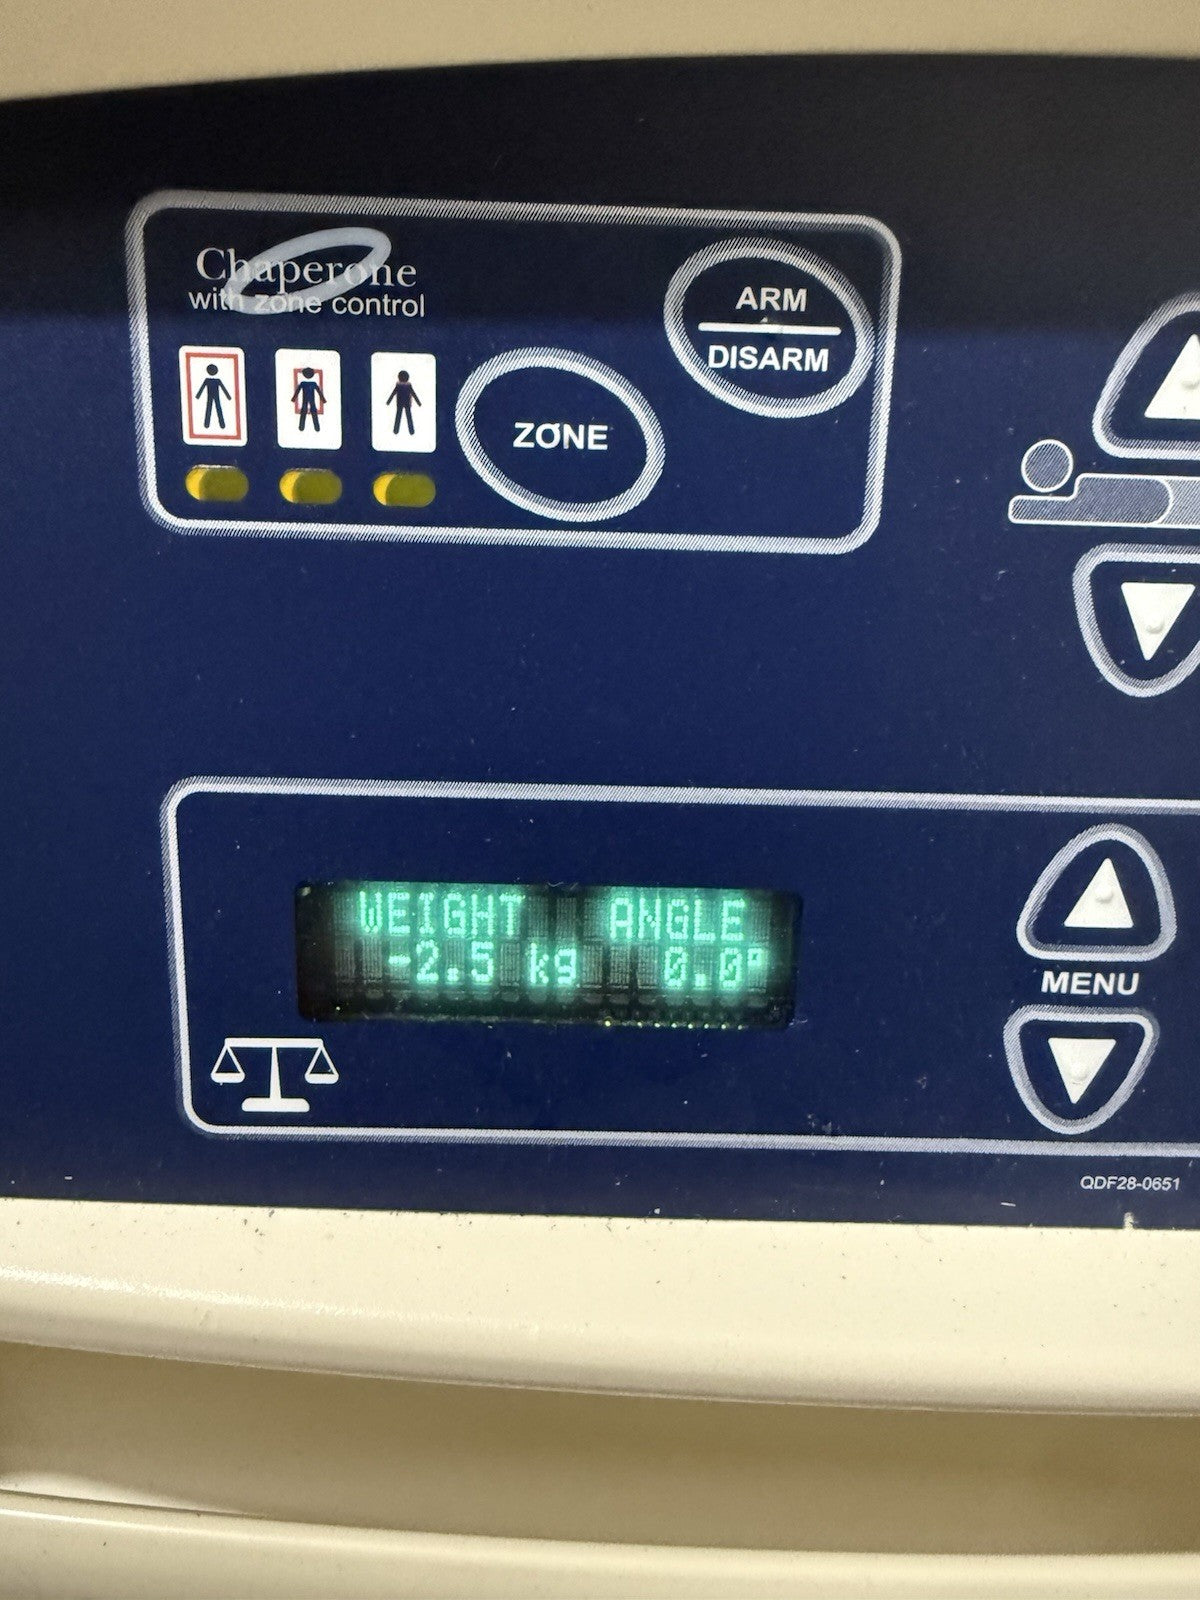 Chaperone
with zone control
ARM
DISARM
ZONE
WEIGHT ANGLE
-2.5 kg 0.0°
MENU
QDF28-0651